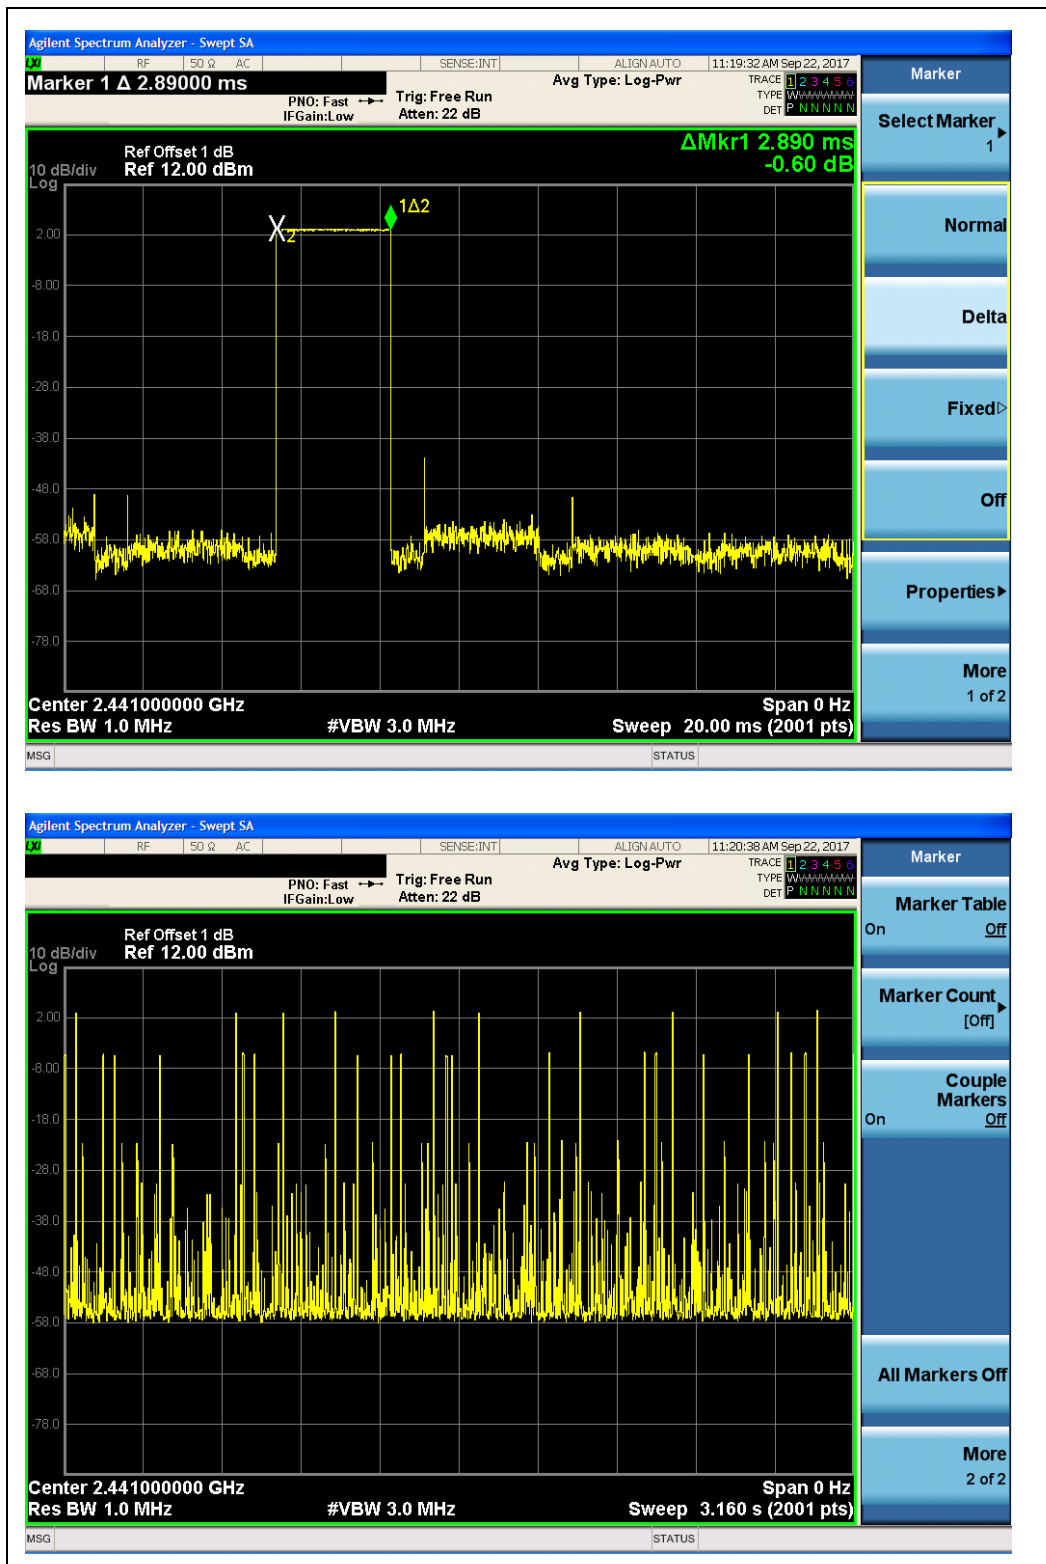 Agilent Spectrum Analyzer - Swept SA
LXI RF 50 Ω AC SENSE:INT ALIGN AUTO 11:19:32 AM Sep 22, 2017
Marker 1 Δ 2.89000 ms
PNO: Fast
IFGain:Low
Trig: Free Run
Atten: 22 dB
Avg Type: Log-Pwr
TRACE 1 2 3 4 5 6
TYPE WWWWWW
DET P N N N N N
ΔMkr1 2.890 ms
-0.60 dB
Ref Offset 1 dB
10 dB/div Ref 12.00 dBm
Log
1Δ2
X2
2.00
-8.00
-18.0
-28.0
-38.0
-48.0
-58.0
-68.0
-78.0
Center 2.441000000 GHz Span 0 Hz
Res BW 1.0 MHz #VBW 3.0 MHz Sweep 20.00 ms (2001 pts)
MSG STATUS
Marker
Select Marker
1
Normal
Delta
Fixed
Off
Properties
More
1 of 2
Agilent Spectrum Analyzer - Swept SA
LXI RF 50 Ω AC SENSE:INT ALIGN AUTO 11:20:38 AM Sep 22, 2017
PNO: Fast
IFGain:Low
Trig: Free Run
Atten: 22 dB
Avg Type: Log-Pwr
TRACE 1 2 3 4 5 6
TYPE WWWWWW
DET P N N N N N
Ref Offset 1 dB
10 dB/div Ref 12.00 dBm
Log
2.00
-8.00
-18.0
-28.0
-38.0
-48.0
-58.0
-68.0
-78.0
Center 2.441000000 GHz Span 0 Hz
Res BW 1.0 MHz #VBW 3.0 MHz Sweep 3.160 s (2001 pts)
MSG STATUS
Marker
Marker Table
On Off
Marker Count
[Off]
Couple
Markers
On Off
All Markers Off
More
2 of 2